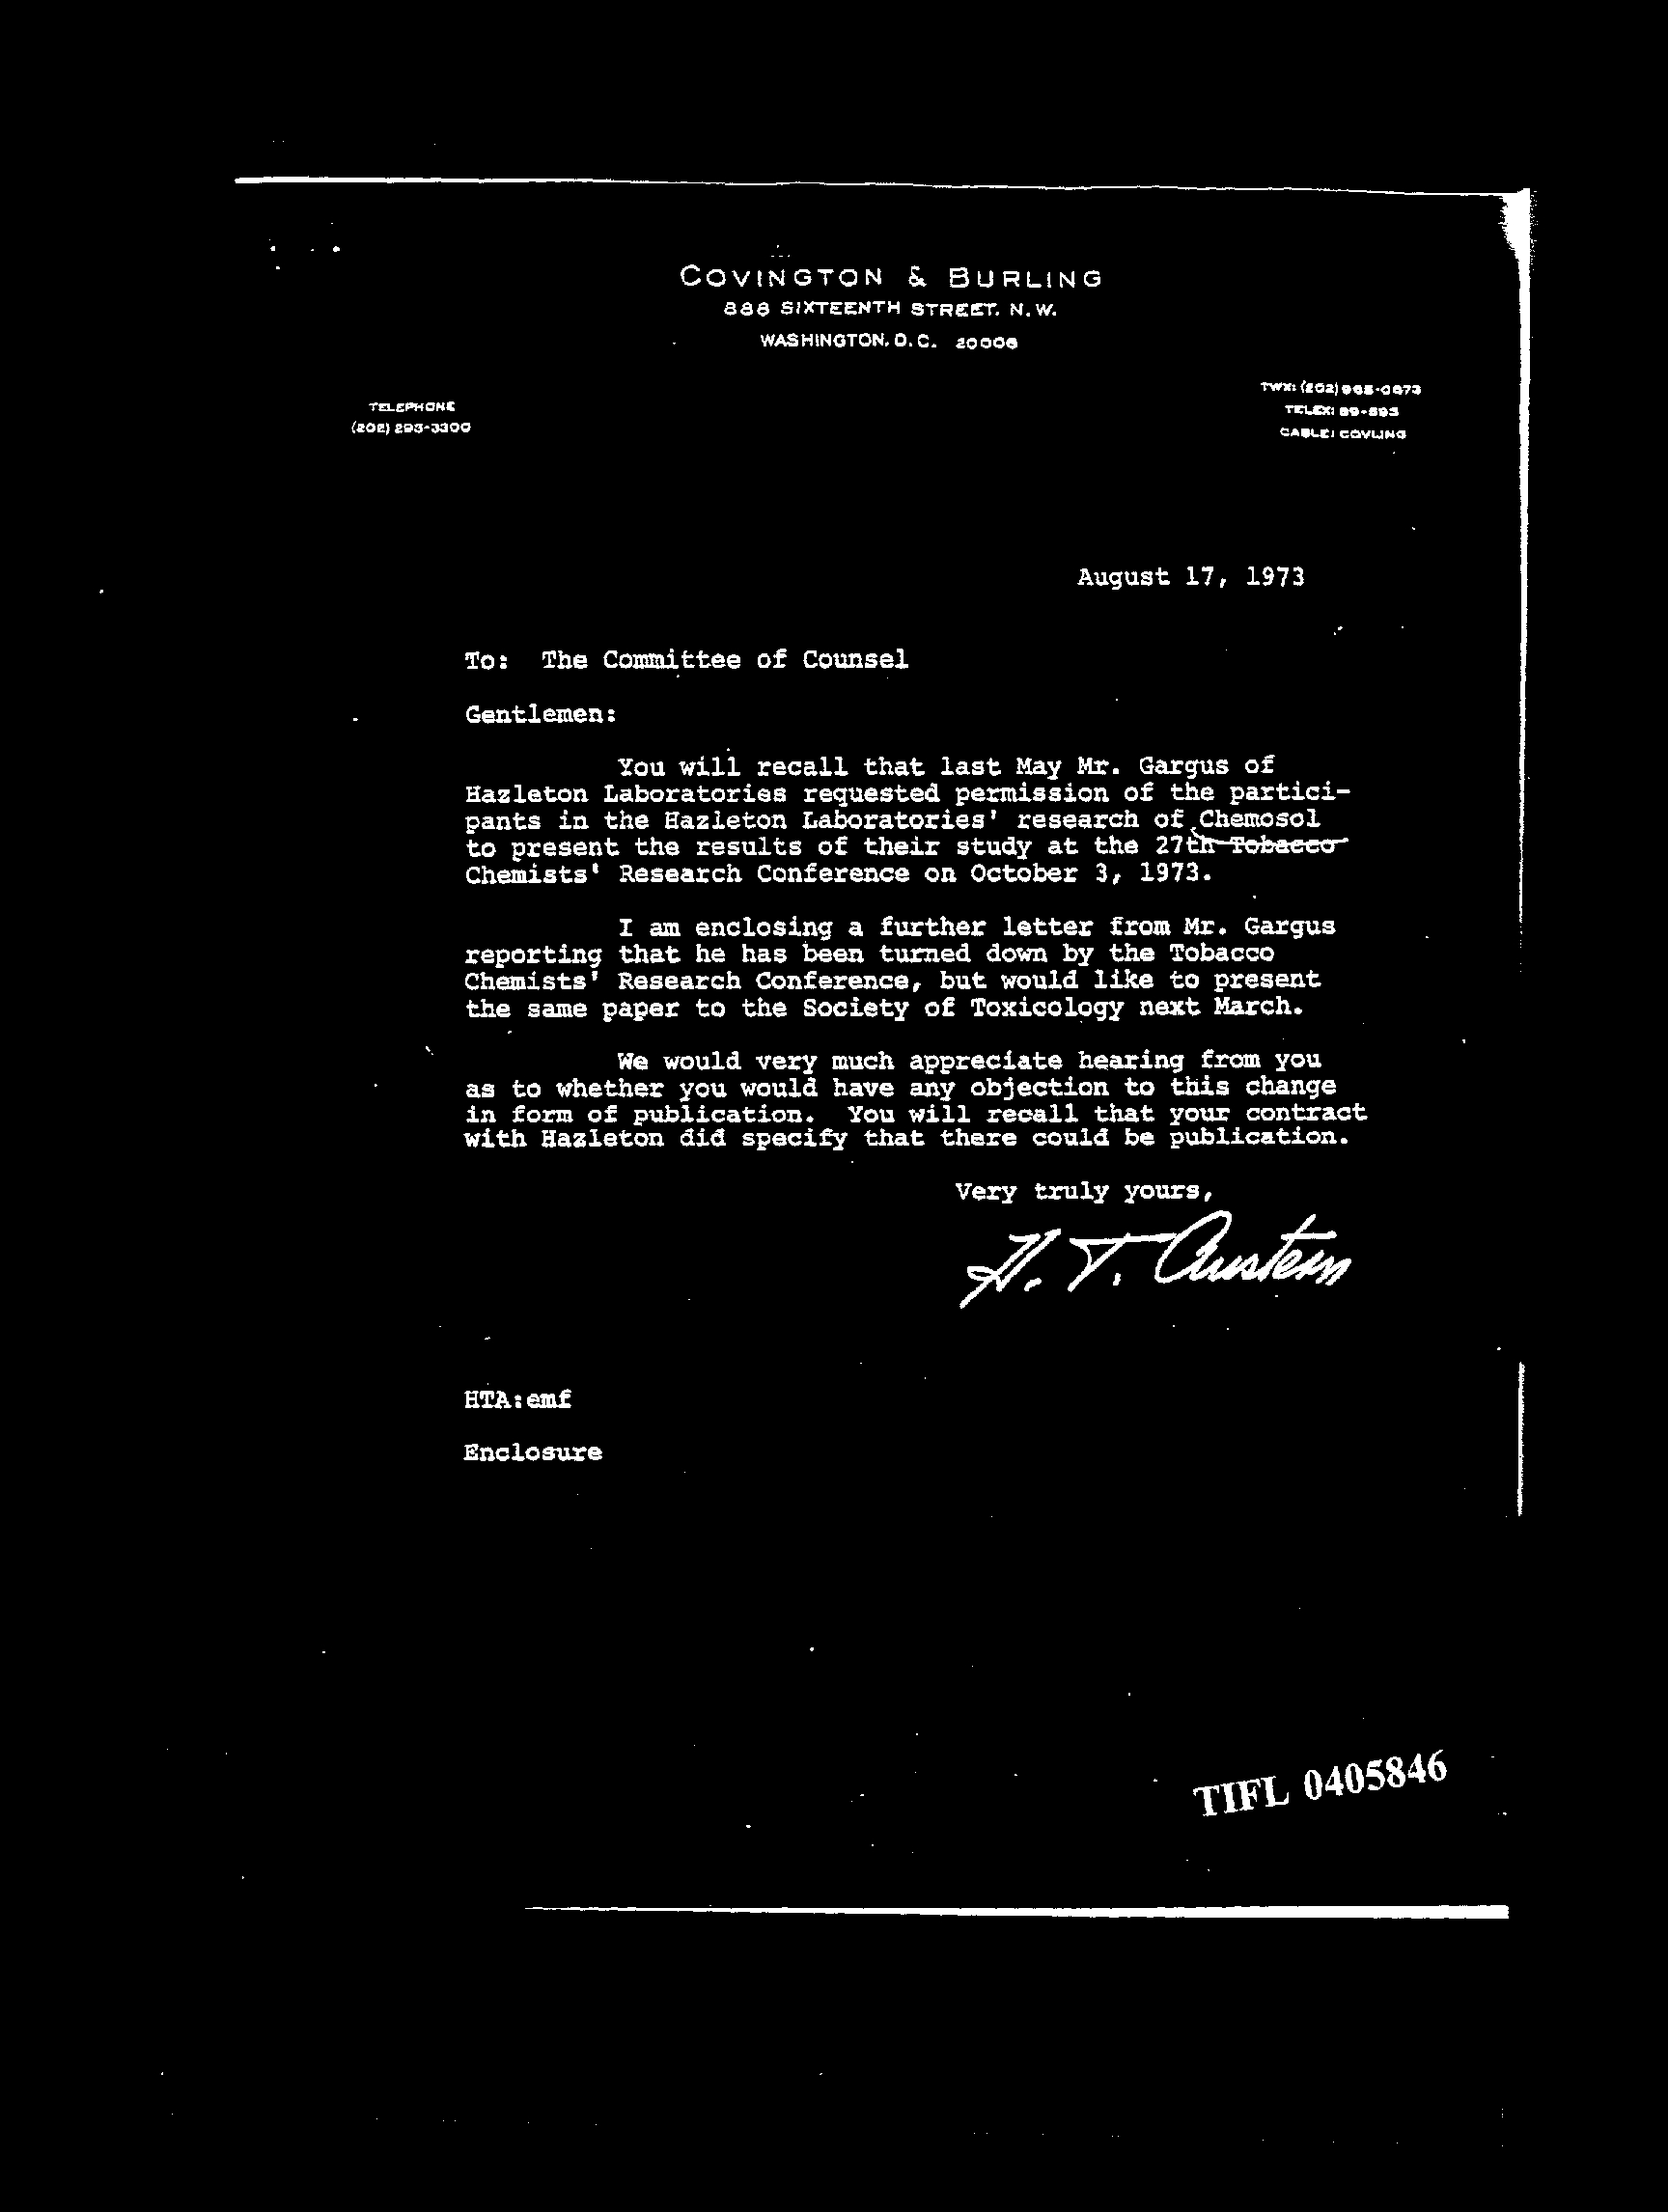 COVINGTON & BURLING
888 SIXTEENTH STREET, N.W.
WASHINGTON, D.C. 20006
TELEPHONE
(202) 293-3300
TWX: (202) 965-0673
TELEX: 89-593
CABLE: COVLING
August 17, 1973
To: The Committee of Counsel
Gentlemen:
You will recall that last May Mr. Gargus of
Hazleton Laboratories requested permission of the partici-
pants in the Hazleton Laboratories' research of Chemosol
to present the results of their study at the 27th Tobacco
Chemists' Research Conference on October 3, 1973.
I am enclosing a further letter from Mr. Gargus
reporting that he has been turned down by the Tobacco
Chemists' Research Conference, but would like to present
the same paper to the Society of Toxicology next March.
We would very much appreciate hearing from you
as to whether you would have any objection to this change
in form of publication. You will recall that your contract
with Hazleton did specify that there could be publication.
Very truly yours,
H. T. Austern
HTA:emf
Enclosure
TIFL 0405846